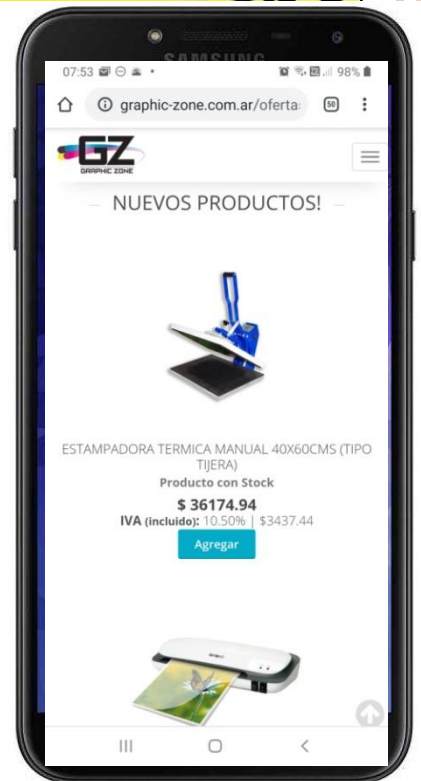 SAMSUNG
07:53
98%
graphic-zone.com.ar/oferta:
50
GZ
GRAPHIC ZONE
NUEVOS PRODUCTOS!
ESTAMPADORA TERMICA MANUAL 40X60CMS (TIPO
TIJERA)
Producto con Stock
$ 36174.94
IVA (incluido): 10.50% | $3437.44
Agregar